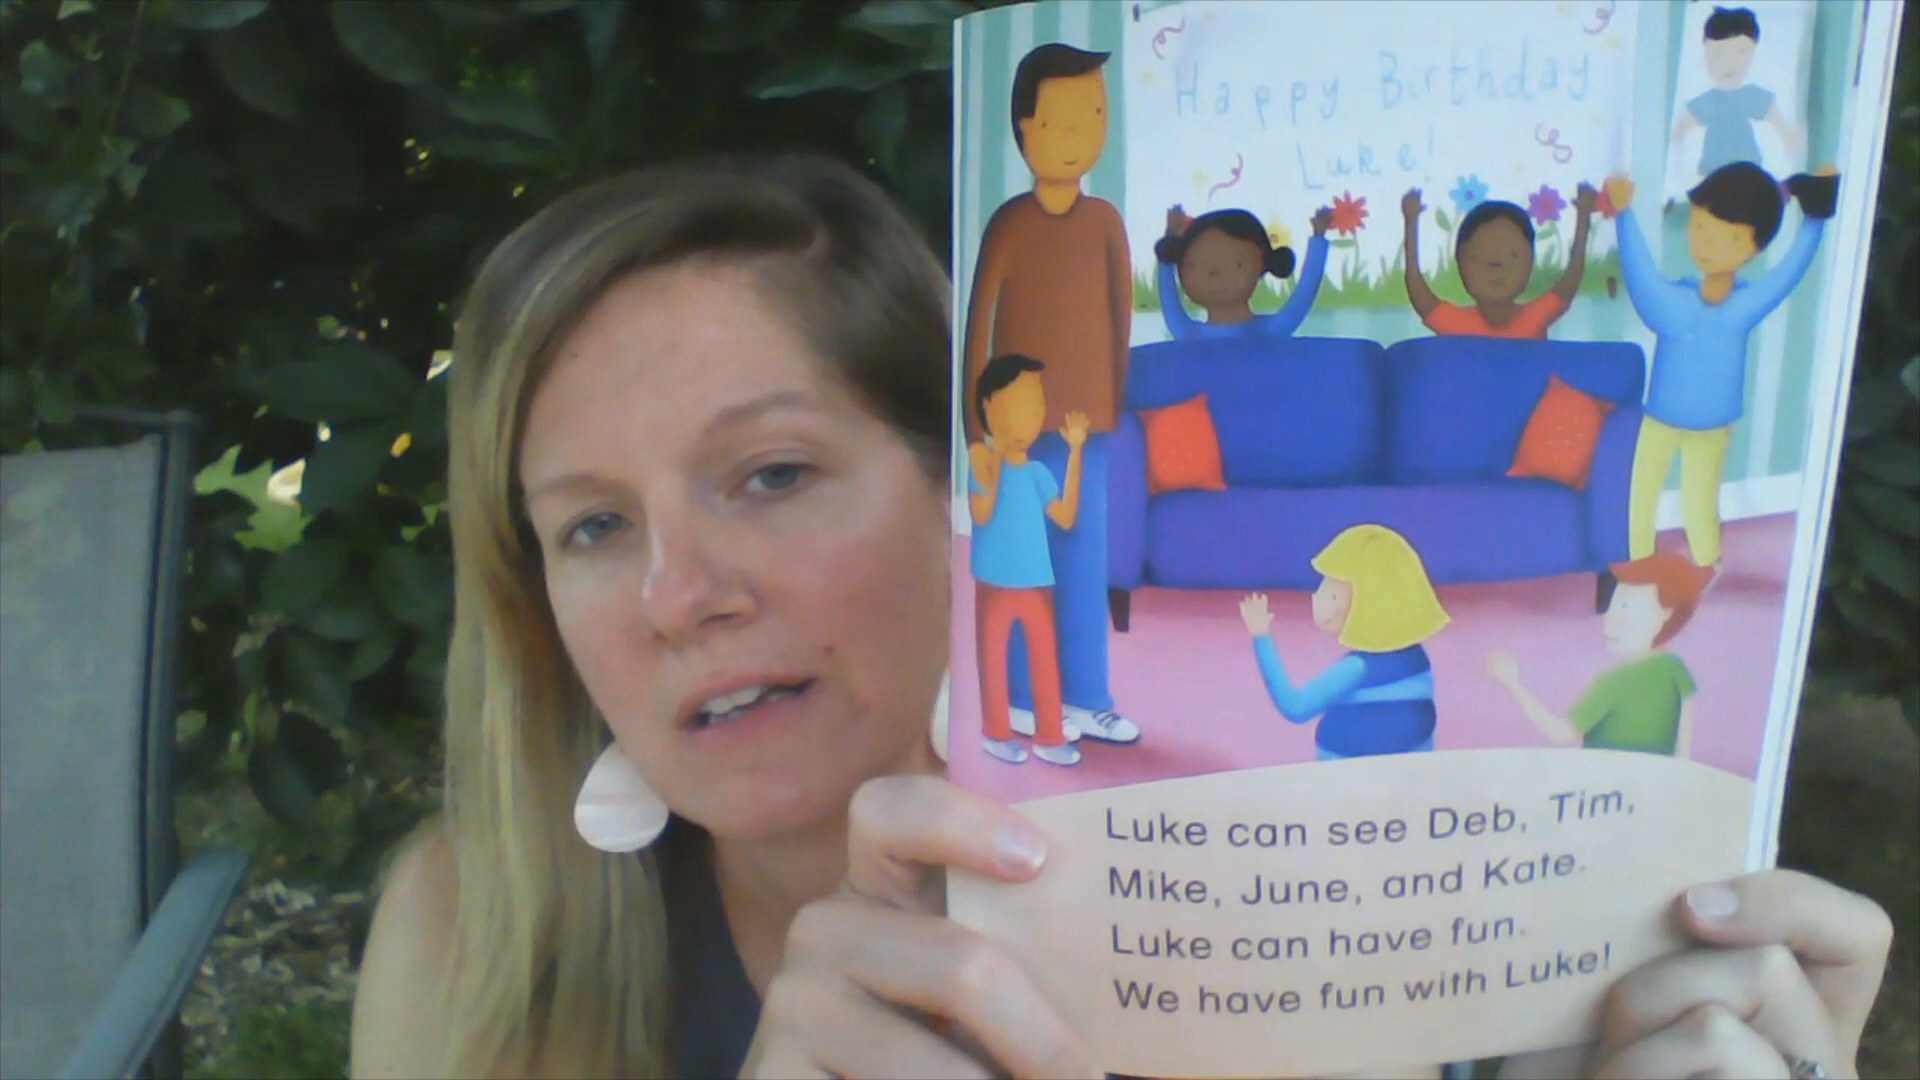 Happy Birthday
Luke!
Luke can see Deb, Tim,
Mike, June, and Kate.
Luke can have fun.
We have fun with Luke!